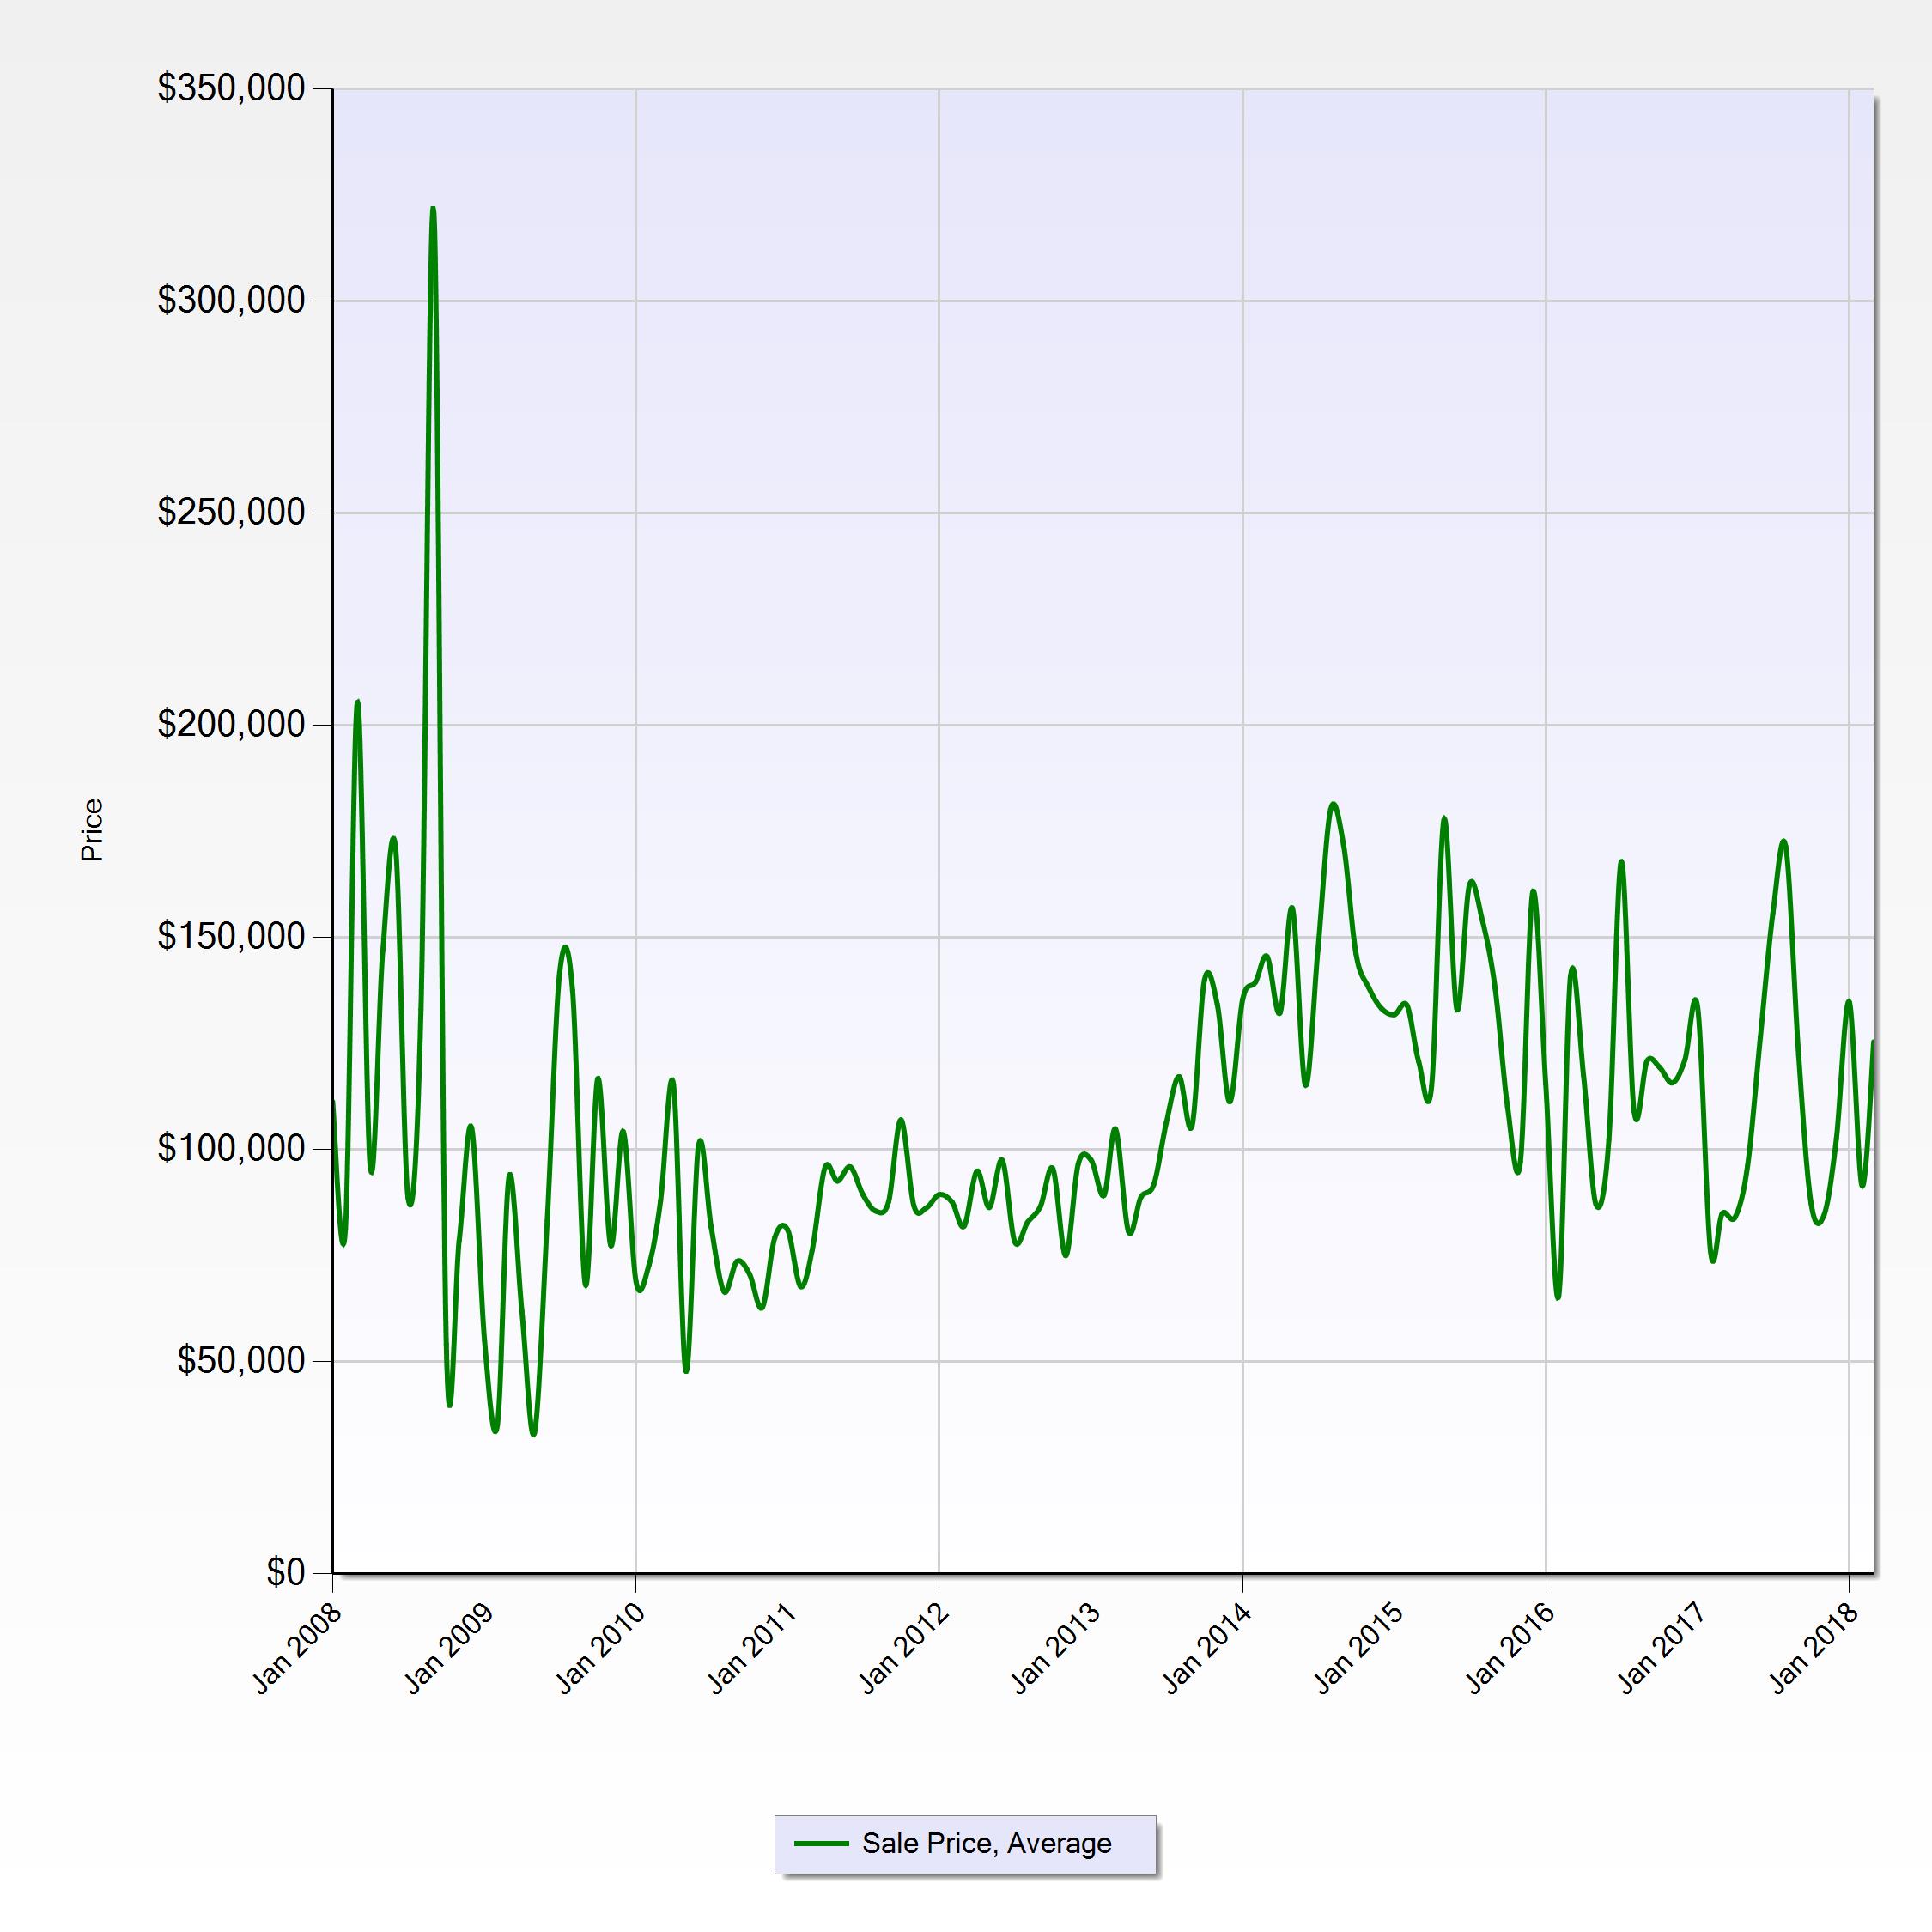 $350,000
$300,000
$250,000
$200,000
Price
$150,000
$100,000
$50,000
$0
Jan 2008
Jan 2009
Jan 2010
Jan 2011
Jan 2012
Jan 2013
Jan 2014
Jan 2015
Jan 2016
Jan 2017
Jan 2018
Sale Price, Average